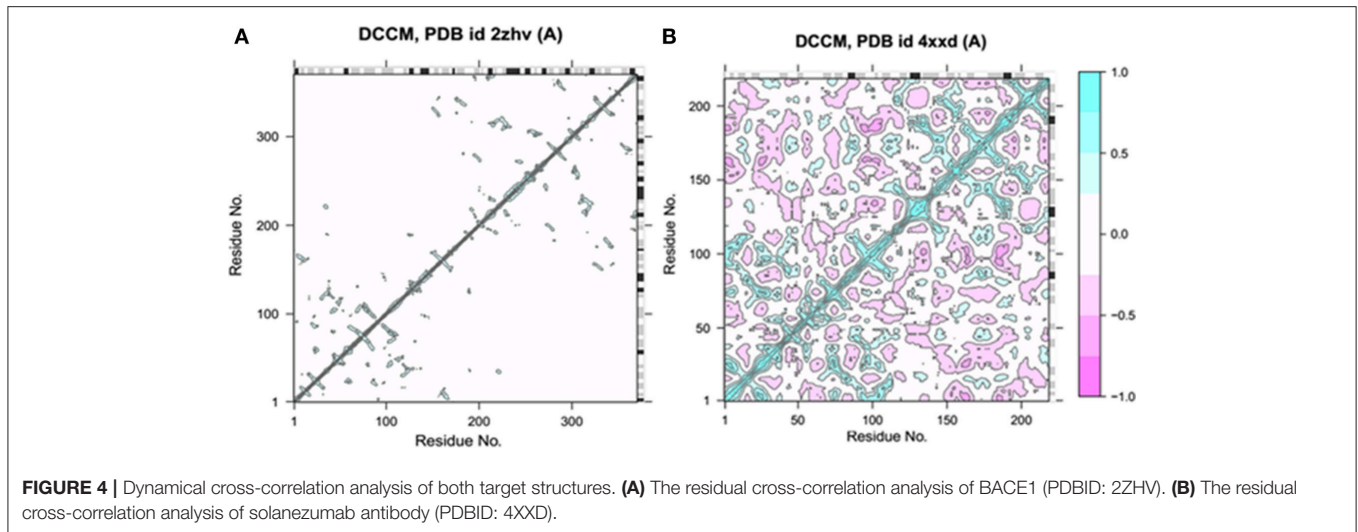 A
DCCM, PDB id 2zhv (A)
Residue No.
300
200
100
1
1 100 200 300
Residue No.
B
DCCM, PDB id 4xxd (A)
Residue No.
200
150
100
50
1
1 50 100 150 200
Residue No.
1.0
0.5
0.0
−0.5
−1.0
FIGURE 4 | Dynamical cross-correlation analysis of both target structures. (A) The residual cross-correlation analysis of BACE1 (PDBID: 2ZHV). (B) The residual
cross-correlation analysis of solanezumab antibody (PDBID: 4XXD).